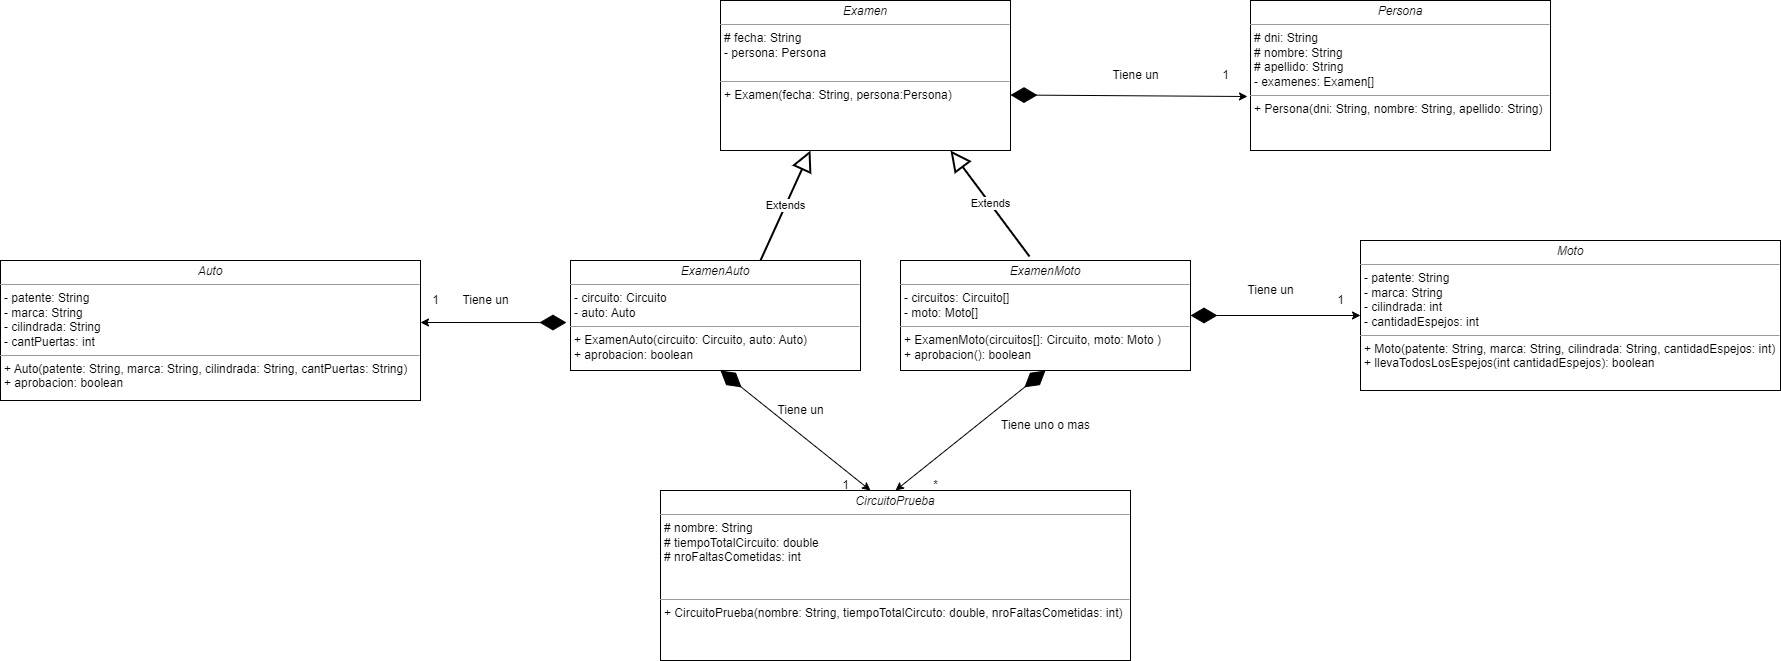 Examen
# fecha: String
- persona: Persona
+ Examen(fecha: String, persona:Persona)
Tiene un
1
Persona
# dni: String
# nombre: String
# apellido: String
- examenes: Examen[]
+ Persona(dni: String, nombre: String, apellido: String)
Extends
Extends
Auto
- patente: String
- marca: String
- cilindrada: String
- cantPuertas: int
+ Auto(patente: String, marca: String, cilindrada: String, cantPuertas: String)
+ aprobacion: boolean
1
Tiene un
ExamenAuto
- circuito: Circuito
- auto: Auto
+ ExamenAuto(circuito: Circuito, auto: Auto)
+ aprobacion: boolean
ExamenMoto
- circuitos: Circuito[]
- moto: Moto[]
+ ExamenMoto(circuitos[]: Circuito, moto: Moto )
+ aprobacion(): boolean
Tiene un
1
Moto
- patente: String
- marca: String
- cilindrada: int
- cantidadEspejos: int
+ Moto(patente: String, marca: String, cilindrada: String, cantidadEspejos: int)
+ llevaTodosLosEspejos(int cantidadEspejos): boolean
Tiene un
Tiene uno o mas
1
*
CircuitoPrueba
# nombre: String
# tiempoTotalCircuito: double
# nroFaltasCometidas: int
+ CircuitoPrueba(nombre: String, tiempoTotalCircuto: double, nroFaltasCometidas: int)